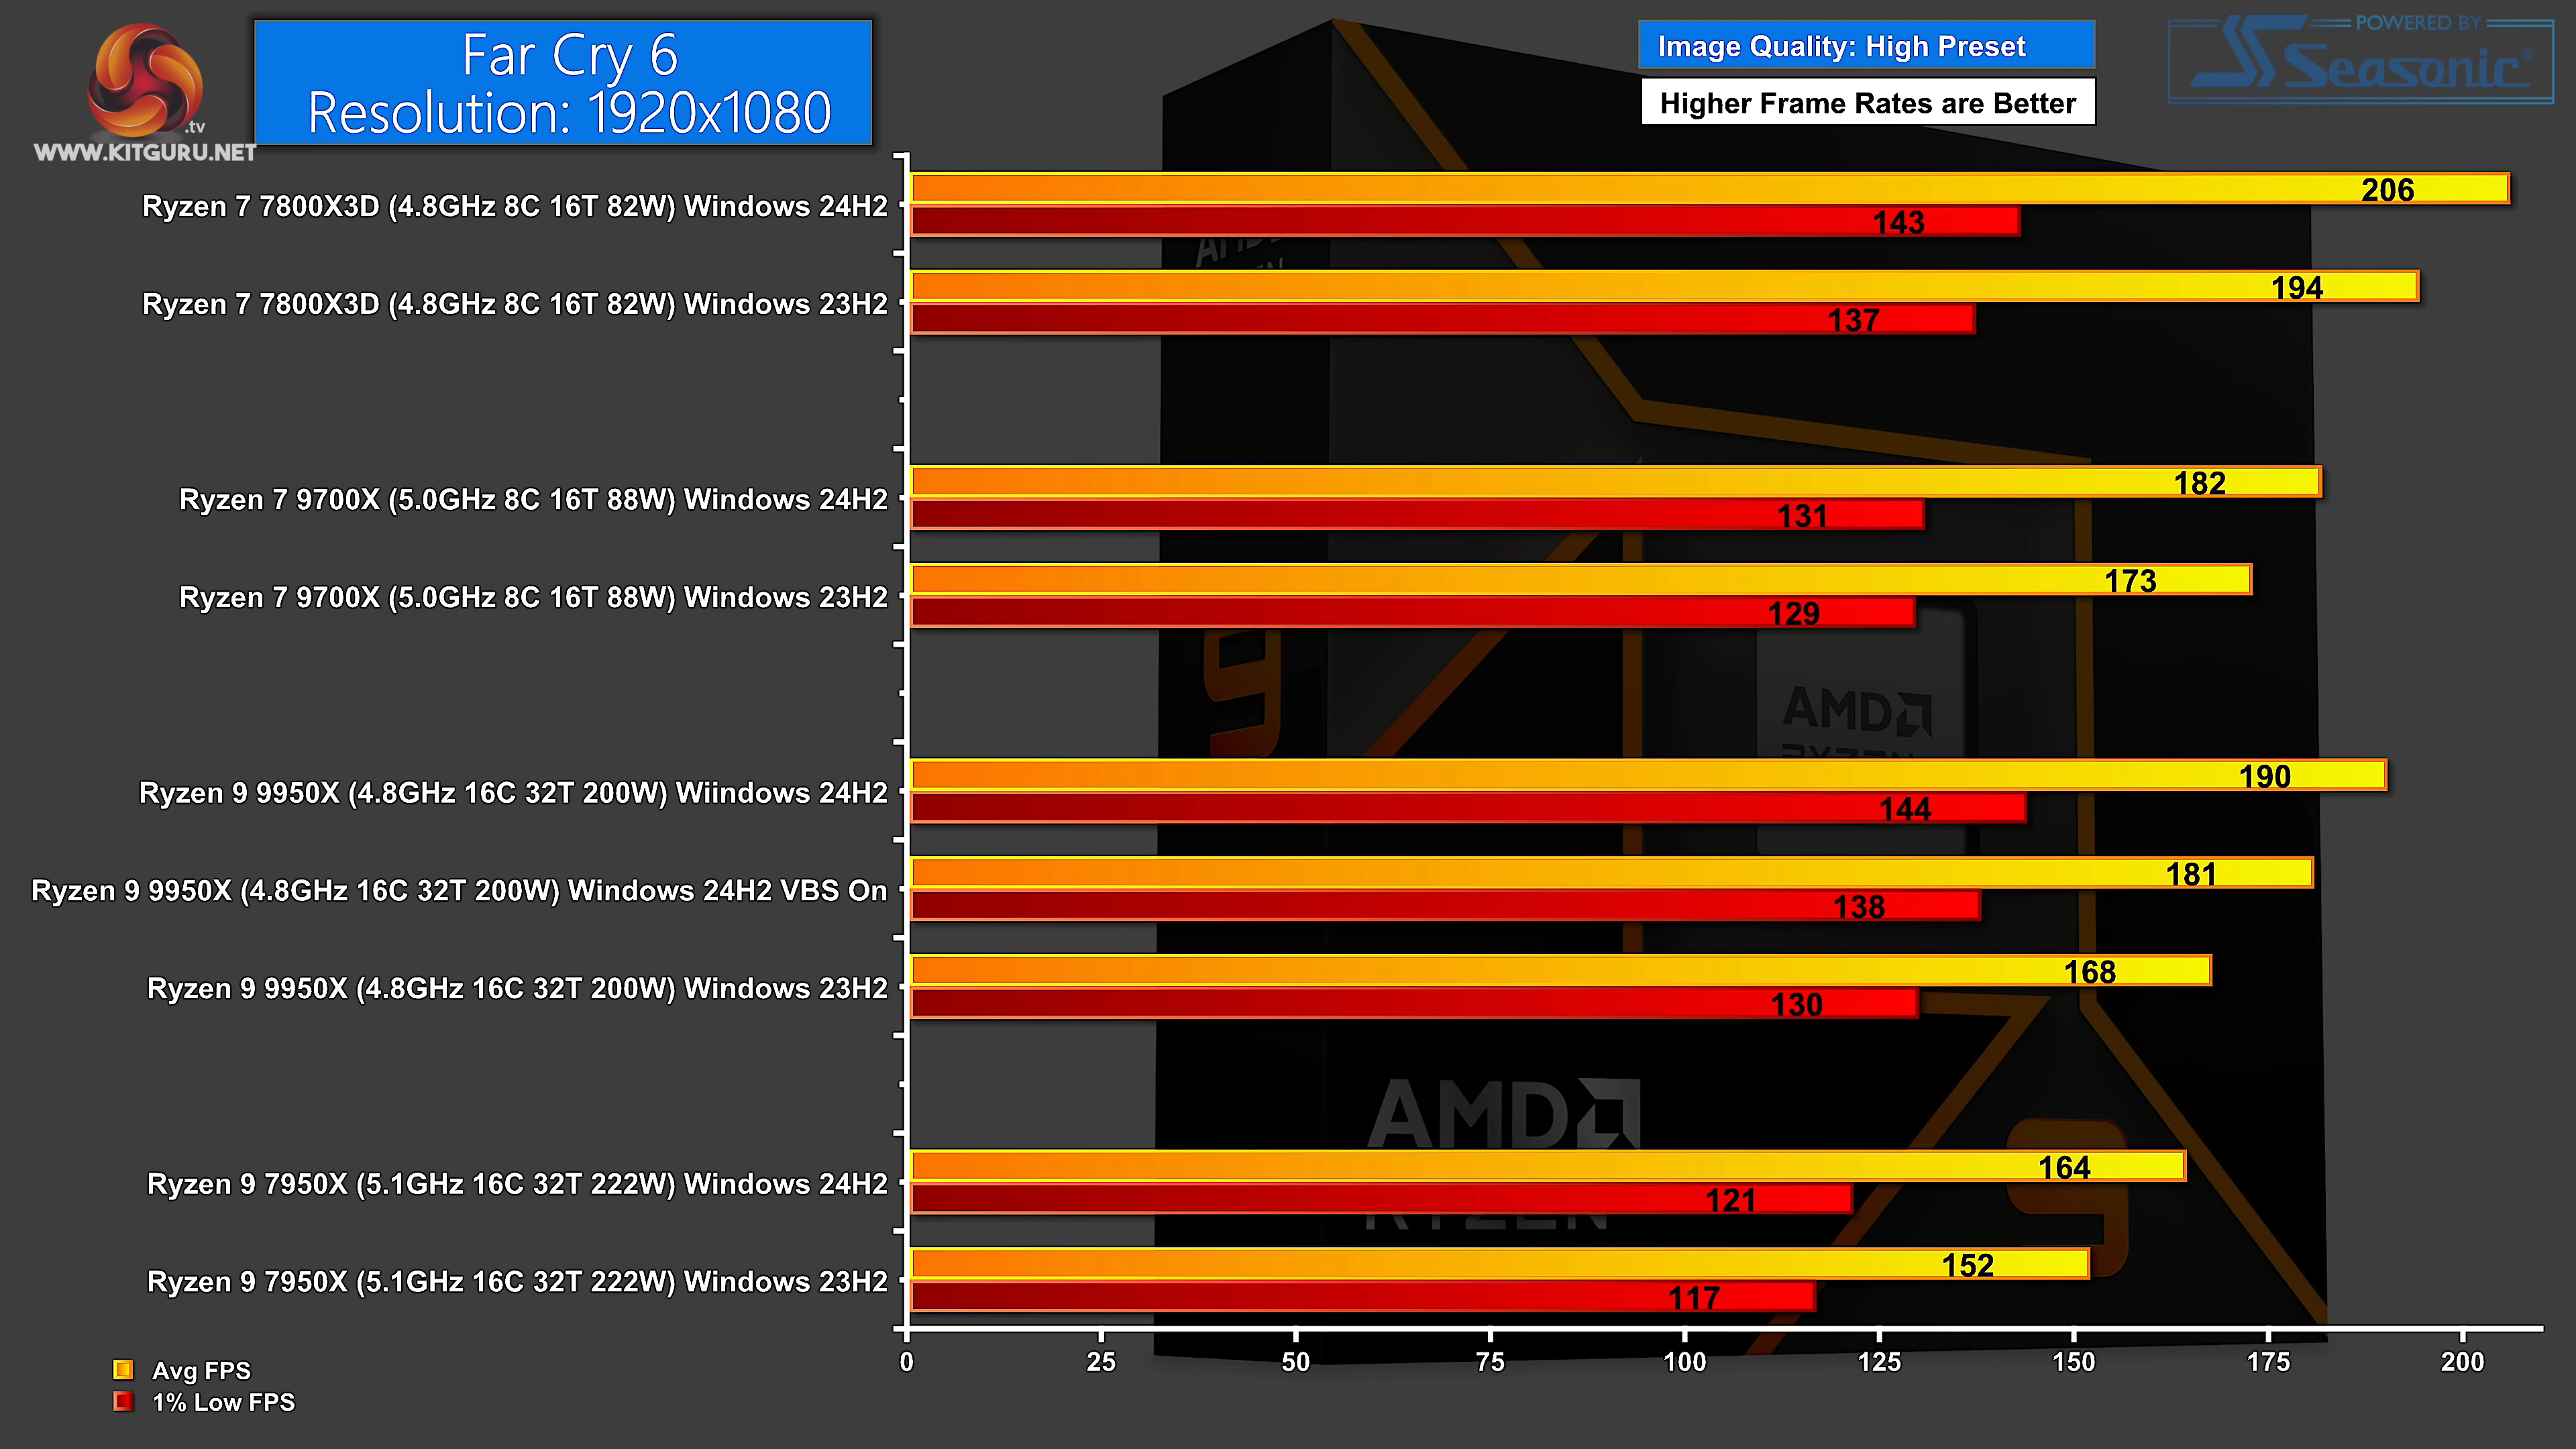 Far Cry 6
Resolution: 1920x1080
Image Quality: High Preset
Higher Frame Rates are Better
POWERED BY
Seasonic®
.tv
WWW.KITGURU.NET
Ryzen 7 7800X3D (4.8GHz 8C 16T 82W) Windows 24H2
206
143
Ryzen 7 7800X3D (4.8GHz 8C 16T 82W) Windows 23H2
194
137
Ryzen 7 9700X (5.0GHz 8C 16T 88W) Windows 24H2
182
131
Ryzen 7 9700X (5.0GHz 8C 16T 88W) Windows 23H2
173
129
9
AMD
Ryzen 9 9950X (4.8GHz 16C 32T 200W) Wiindows 24H2
190
144
Ryzen 9 9950X (4.8GHz 16C 32T 200W) Windows 24H2 VBS On
181
138
Ryzen 9 9950X (4.8GHz 16C 32T 200W) Windows 23H2
168
130
AMD
Ryzen 9 7950X (5.1GHz 16C 32T 222W) Windows 24H2
164
121
RYZEN
9
Ryzen 9 7950X (5.1GHz 16C 32T 222W) Windows 23H2
152
117
0 25 50 75 100 125 150 175 200
Avg FPS
1% Low FPS